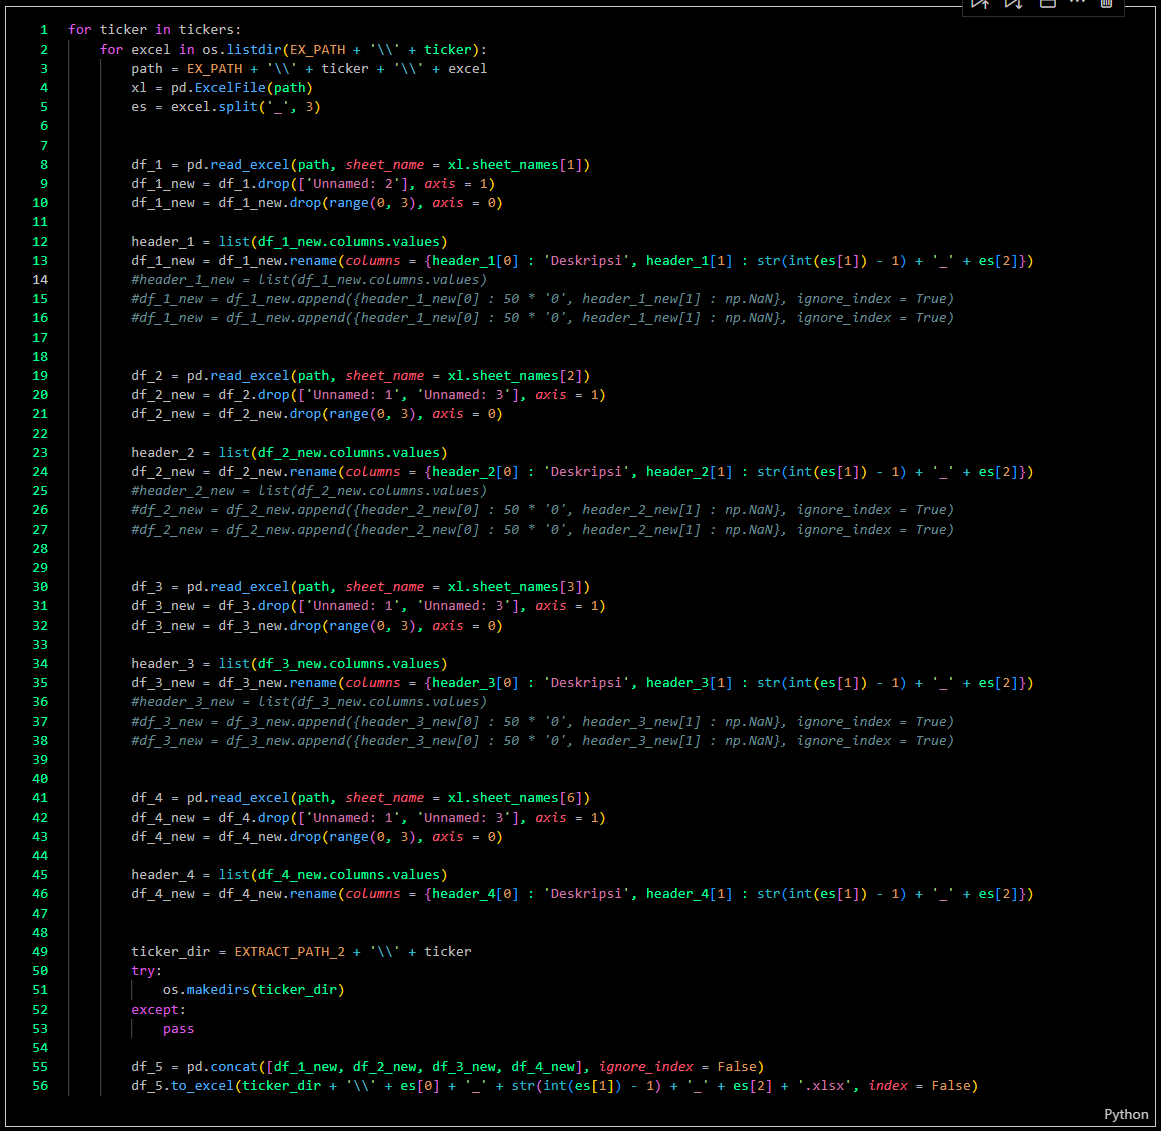 1 for ticker in tickers:
2     for excel in os.listdir(EX_PATH + '\\' + ticker):
3         path = EX_PATH + '\\' + ticker + '\\' + excel
4         xl = pd.ExcelFile(path)
5         es = excel.split('_', 3)
6
7
8         df_1 = pd.read_excel(path, sheet_name = xl.sheet_names[1])
9         df_1_new = df_1.drop(['Unnamed: 2'], axis = 1)
10         df_1_new = df_1_new.drop(range(0, 3), axis = 0)
11
12         header_1 = list(df_1_new.columns.values)
13         df_1_new = df_1_new.rename(columns = {header_1[0] : 'Deskripsi', header_1[1] : str(int(es[1]) - 1) + '_' + es[2]})
14         #header_1_new = list(df_1_new.columns.values)
15         #df_1_new = df_1_new.append({header_1_new[0] : 50 * '0', header_1_new[1] : np.NaN}, ignore_index = True)
16         #df_1_new = df_1_new.append({header_1_new[0] : 50 * '0', header_1_new[1] : np.NaN}, ignore_index = True)
17
18
19         df_2 = pd.read_excel(path, sheet_name = xl.sheet_names[2])
20         df_2_new = df_2.drop(['Unnamed: 1', 'Unnamed: 3'], axis = 1)
21         df_2_new = df_2_new.drop(range(0, 3), axis = 0)
22
23         header_2 = list(df_2_new.columns.values)
24         df_2_new = df_2_new.rename(columns = {header_2[0] : 'Deskripsi', header_2[1] : str(int(es[1]) - 1) + '_' + es[2]})
25         #header_2_new = list(df_2_new.columns.values)
26         #df_2_new = df_2_new.append({header_2_new[0] : 50 * '0', header_2_new[1] : np.NaN}, ignore_index = True)
27         #df_2_new = df_2_new.append({header_2_new[0] : 50 * '0', header_2_new[1] : np.NaN}, ignore_index = True)
28
29
30         df_3 = pd.read_excel(path, sheet_name = xl.sheet_names[3])
31         df_3_new = df_3.drop(['Unnamed: 1', 'Unnamed: 3'], axis = 1)
32         df_3_new = df_3_new.drop(range(0, 3), axis = 0)
33
34         header_3 = list(df_3_new.columns.values)
35         df_3_new = df_3_new.rename(columns = {header_3[0] : 'Deskripsi', header_3[1] : str(int(es[1]) - 1) + '_' + es[2]})
36         #header_3_new = list(df_3_new.columns.values)
37         #df_3_new = df_3_new.append({header_3_new[0] : 50 * '0', header_3_new[1] : np.NaN}, ignore_index = True)
38         #df_3_new = df_3_new.append({header_3_new[0] : 50 * '0', header_3_new[1] : np.NaN}, ignore_index = True)
39
40
41         df_4 = pd.read_excel(path, sheet_name = xl.sheet_names[6])
42         df_4_new = df_4.drop(['Unnamed: 1', 'Unnamed: 3'], axis = 1)
43         df_4_new = df_4_new.drop(range(0, 3), axis = 0)
44
45         header_4 = list(df_4_new.columns.values)
46         df_4_new = df_4_new.rename(columns = {header_4[0] : 'Deskripsi', header_4[1] : str(int(es[1]) - 1) + '_' + es[2]})
47
48
49         ticker_dir = EXTRACT_PATH_2 + '\\' + ticker
50         try:
51             os.makedirs(ticker_dir)
52         except:
53             pass
54
55         df_5 = pd.concat([df_1_new, df_2_new, df_3_new, df_4_new], ignore_index = False)
56         df_5.to_excel(ticker_dir + '\\' + es[0] + '_' + str(int(es[1]) - 1) + '_' + es[2] + '.xlsx', index = False)
Python